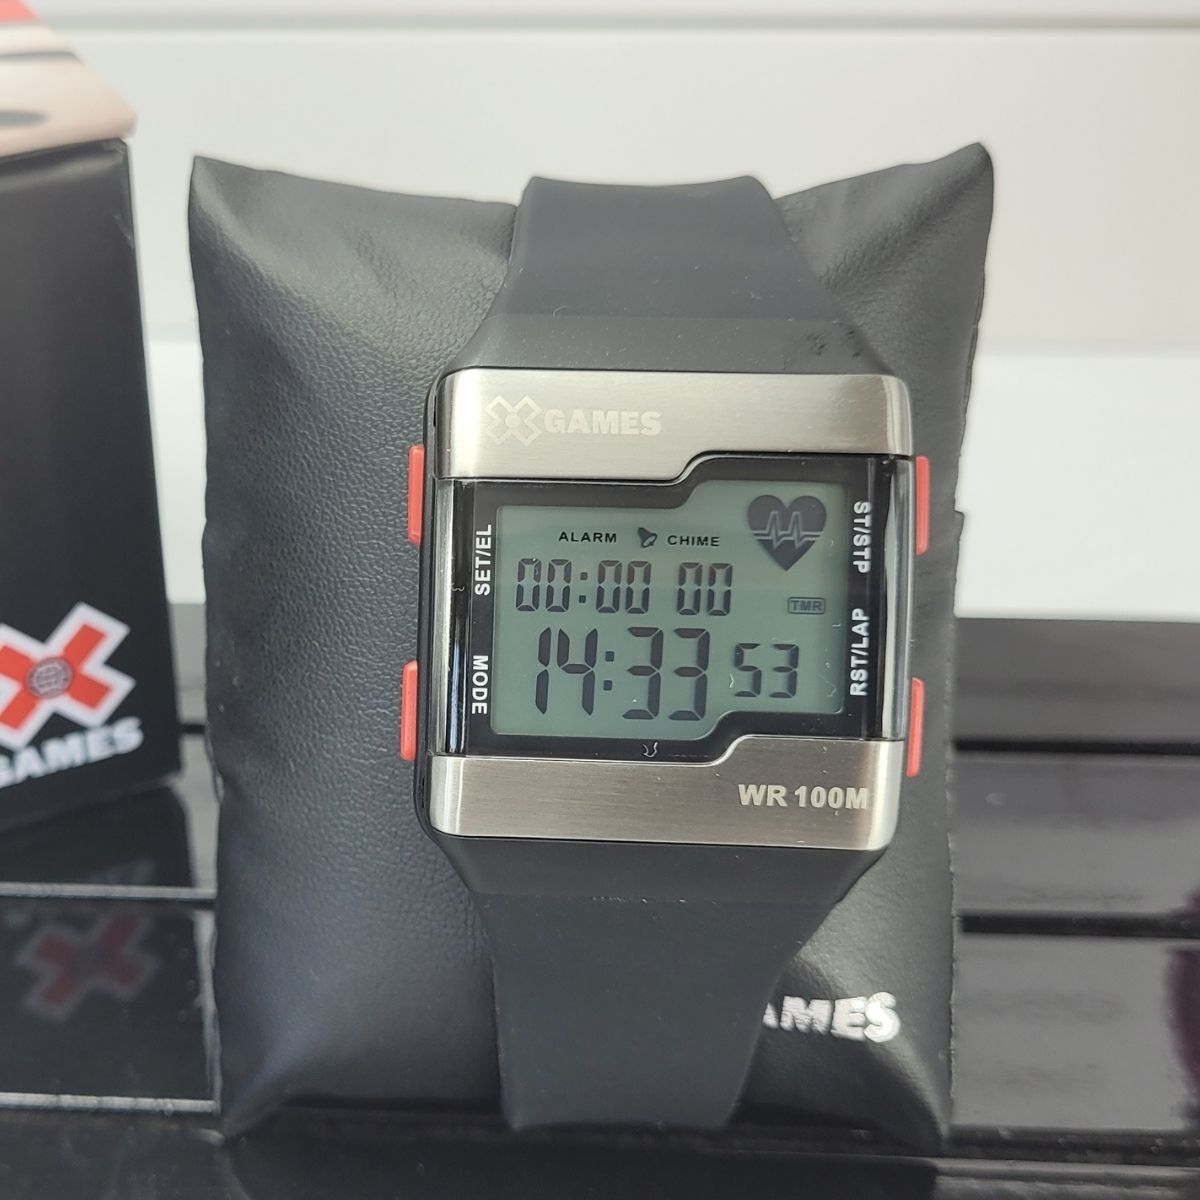 X GAMES
SET/EL
MODE
ALARM CHIME
00:00 00
TMR
14:33 53
ST/STP
RST/LAP
WR 100M
X
GAMES
AMES